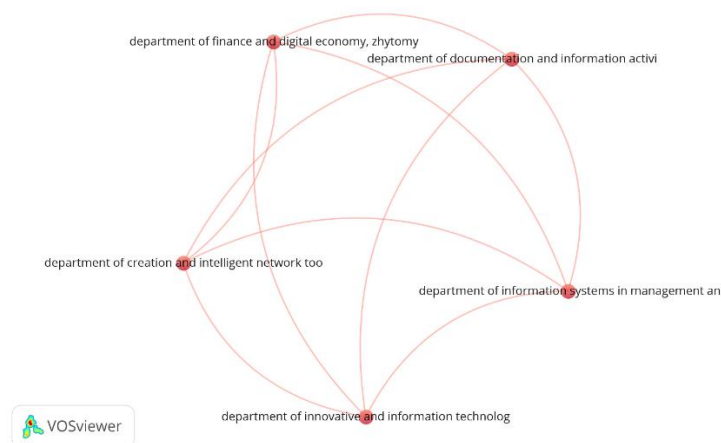 department of finance and digital economy, zhytomy
department of documentation and information activi
department of creation and intelligent network too
department of information systems in management an
department of innovative and information technolog
VOSviewer